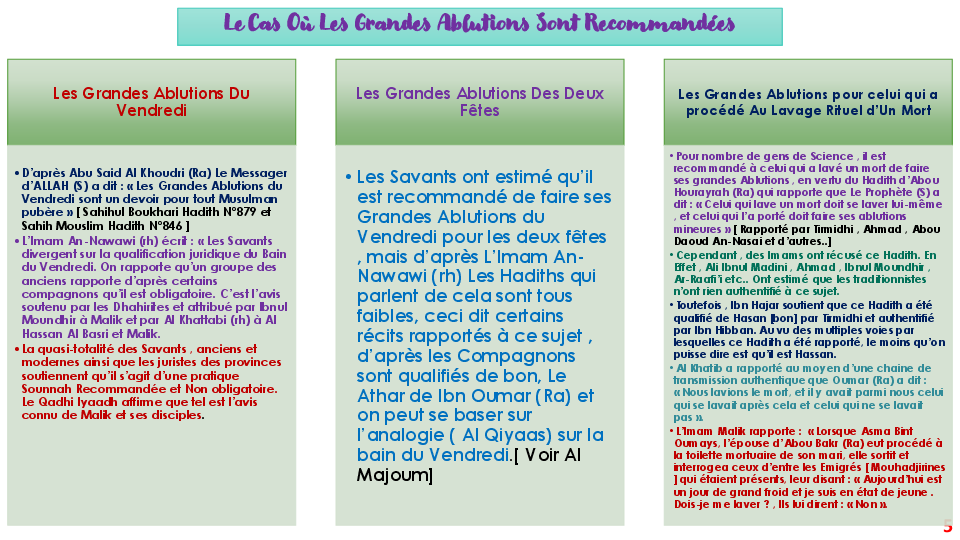 Le Cas Où Les Grandes Ablutions Sont Recommandées
Les Grandes Ablutions Du
Vendredi
• D'après Abu Said Al Khoudri (Ra) Le Messager
d'ALLAH (S) a dit : « Les Grandes Ablutions du
Vendredi sont un devoir pour tout Musulman
pubère » [ Sahihul Boukhari Hadith N°879 et
Sahih Mouslim Hadith N°846 ]
• L'Imam An-Nawawi (rh) écrit : « Les Savants
divergent sur la qualification juridique du Bain
du Vendredi. On rapporte qu'un groupe des
anciens rapporte d'après certains
compagnons qu'il est obligatoire. C'est l'avis
soutenu par les Dhahirites et attribué par Ibnul
Moundhir à Malik et par Al Khattabi (rh) à Al
Hassan Al Basri et Malik.
• La quasi-totalité des Savants , anciens et
modernes ainsi que les juristes des provinces
soutiennent qu'il s'agit d'une pratique
Sounnah Recommandée et Non obligatoire.
Le Qadhi Iyaadh affirme que tel est l'avis
connu de Malik et ses disciples.
Les Grandes Ablutions Des Deux
Fêtes
• Les Savants ont estimé qu'il
est recommandé de faire ses
Grandes Ablutions du
Vendredi pour les deux fêtes
, mais d'après L'Imam An-
Nawawi (rh) Les Hadiths qui
parlent de cela sont tous
faibles, ceci dit certains
récits rapportés à ce sujet ,
d'après les Compagnons
sont qualifiés de bon, Le
Athar de Ibn Oumar (Ra) et
on peut se baser sur
l'analogie ( Al Qiyaas) sur la
bain du Vendredi.[ Voir Al
Majoum]
Les Grandes Ablutions pour celui qui a
procédé Au Lavage Rituel d'Un Mort
• Pour nombre de gens de Science , il est
recommandé à celui qui a lavé un mort de faire
ses grandes Ablutions , en vertu du Hadith d'Abou
Hourayrah (Ra) qui rapporte que Le Prophète (S) a
dit : « Celui qui lave un mort doit se laver lui-même
, et celui qui l'a porté doit faire ses ablutions
mineures » [ Rapporté par Tirmidhi , Ahmad , Abou
Daoud An-Nasai et d'autres..]
• Cependant , des Imams ont récusé ce Hadith. En
Effet , Ali Ibnul Madini , Ahmad , Ibnul Moundhir ,
Ar-Raafi'i etc.. Ont estimé que les traditionnistes
n'ont rien authentifié à ce sujet.
• Toutefois , Ibn Hajar soutient que ce Hadith a été
qualifié de Hasan [bon] par Tirmidhi et authentifié
par Ibn Hibban. Au vu des multiples voies par
lesquelles ce Hadith a été rapporté, le moins qu'on
puisse dire est qu'il est Hassan.
• Al Khatib a rapporté au moyen d'une chaine de
transmission authentique que Oumar (Ra) a dit :
« Nous lavions le mort, et il y avait parmi nous celui
qui se lavait après cela et celui qui ne se lavait
pas ».
• L'Imam Malik rapporte : « Lorsque Asma Bint
Oumays, l'épouse d'Abou Bakr (Ra) eut procédé à
la toilette mortuaire de son mari, elle sortit et
interrogea ceux d'entre les Emigrés [ Mouhadjirines
] qui étaient présents, leur disant : « Aujourd'hui est
un jour de grand froid et je suis en état de jeune .
Dois-je me laver ? , Ils lui dirent : « Non ».
5